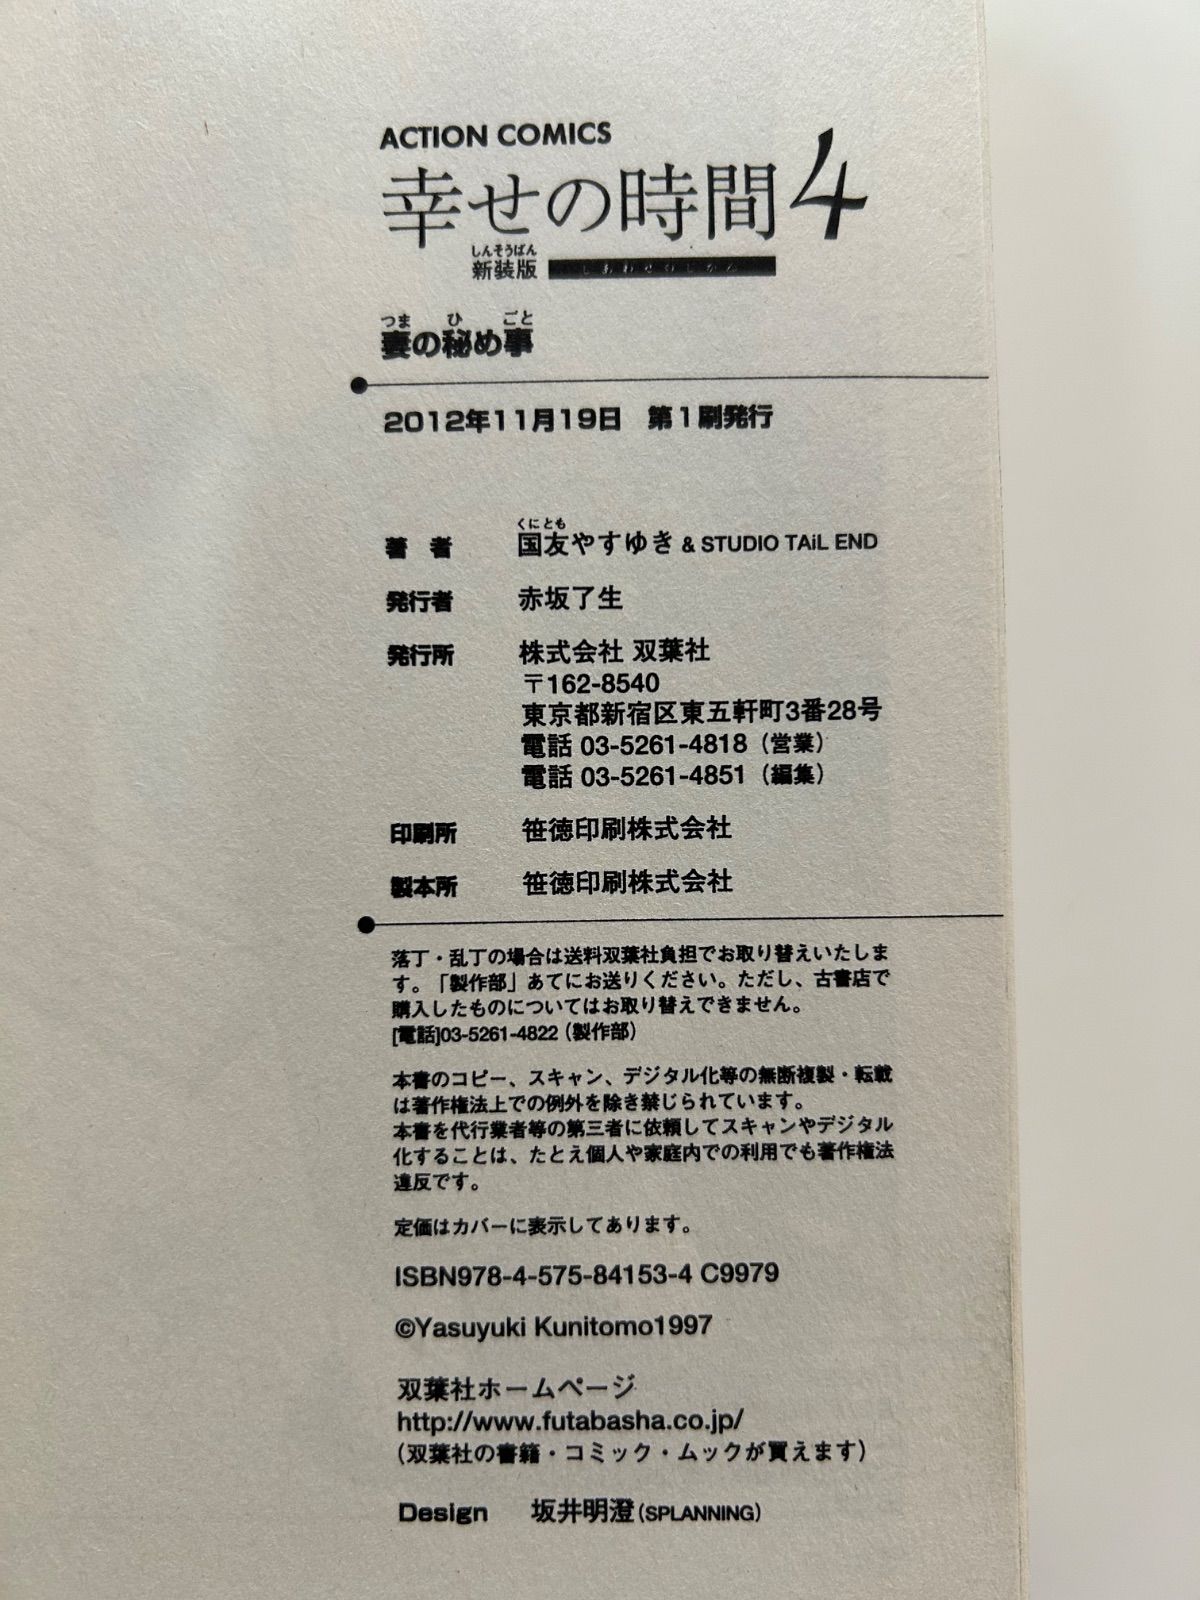 ACTION COMICS
幸せの時間4
しんそうばん
新装版 しあわせのじかん
つま ひ ごと
妻の秘め事
2012年11月19日 第1刷発行
くにとも
著 者 国友やすゆき & STUDIO TAiL END
発行者 赤坂了生
発行所 株式会社 双葉社
〒162-8540
東京都新宿区東五軒町3番28号
電話 03-5261-4818（営業）
電話 03-5261-4851（編集）
印刷所 笹徳印刷株式会社
製本所 笹徳印刷株式会社
落丁・乱丁の場合は送料双葉社負担でお取り替えいたしま
す。「製作部」あてにお送りください。ただし、古書店で
購入したものについてはお取り替えできません。
[電話]03-5261-4822（製作部）
本書のコピー、スキャン、デジタル化等の無断複製・転載
は著作権法上での例外を除き禁じられています。
本書を代行業者等の第三者に依頼してスキャンやデジタル
化することは、たとえ個人や家庭内での利用でも著作権法
違反です。
定価はカバーに表示してあります。
ISBN978-4-575-84153-4 C9979
©Yasuyuki Kunitomo1997
双葉社ホームページ
http://www.futabasha.co.jp/
（双葉社の書籍・コミック・ムックが買えます）
Design 坂井明澄（SPLANNING）